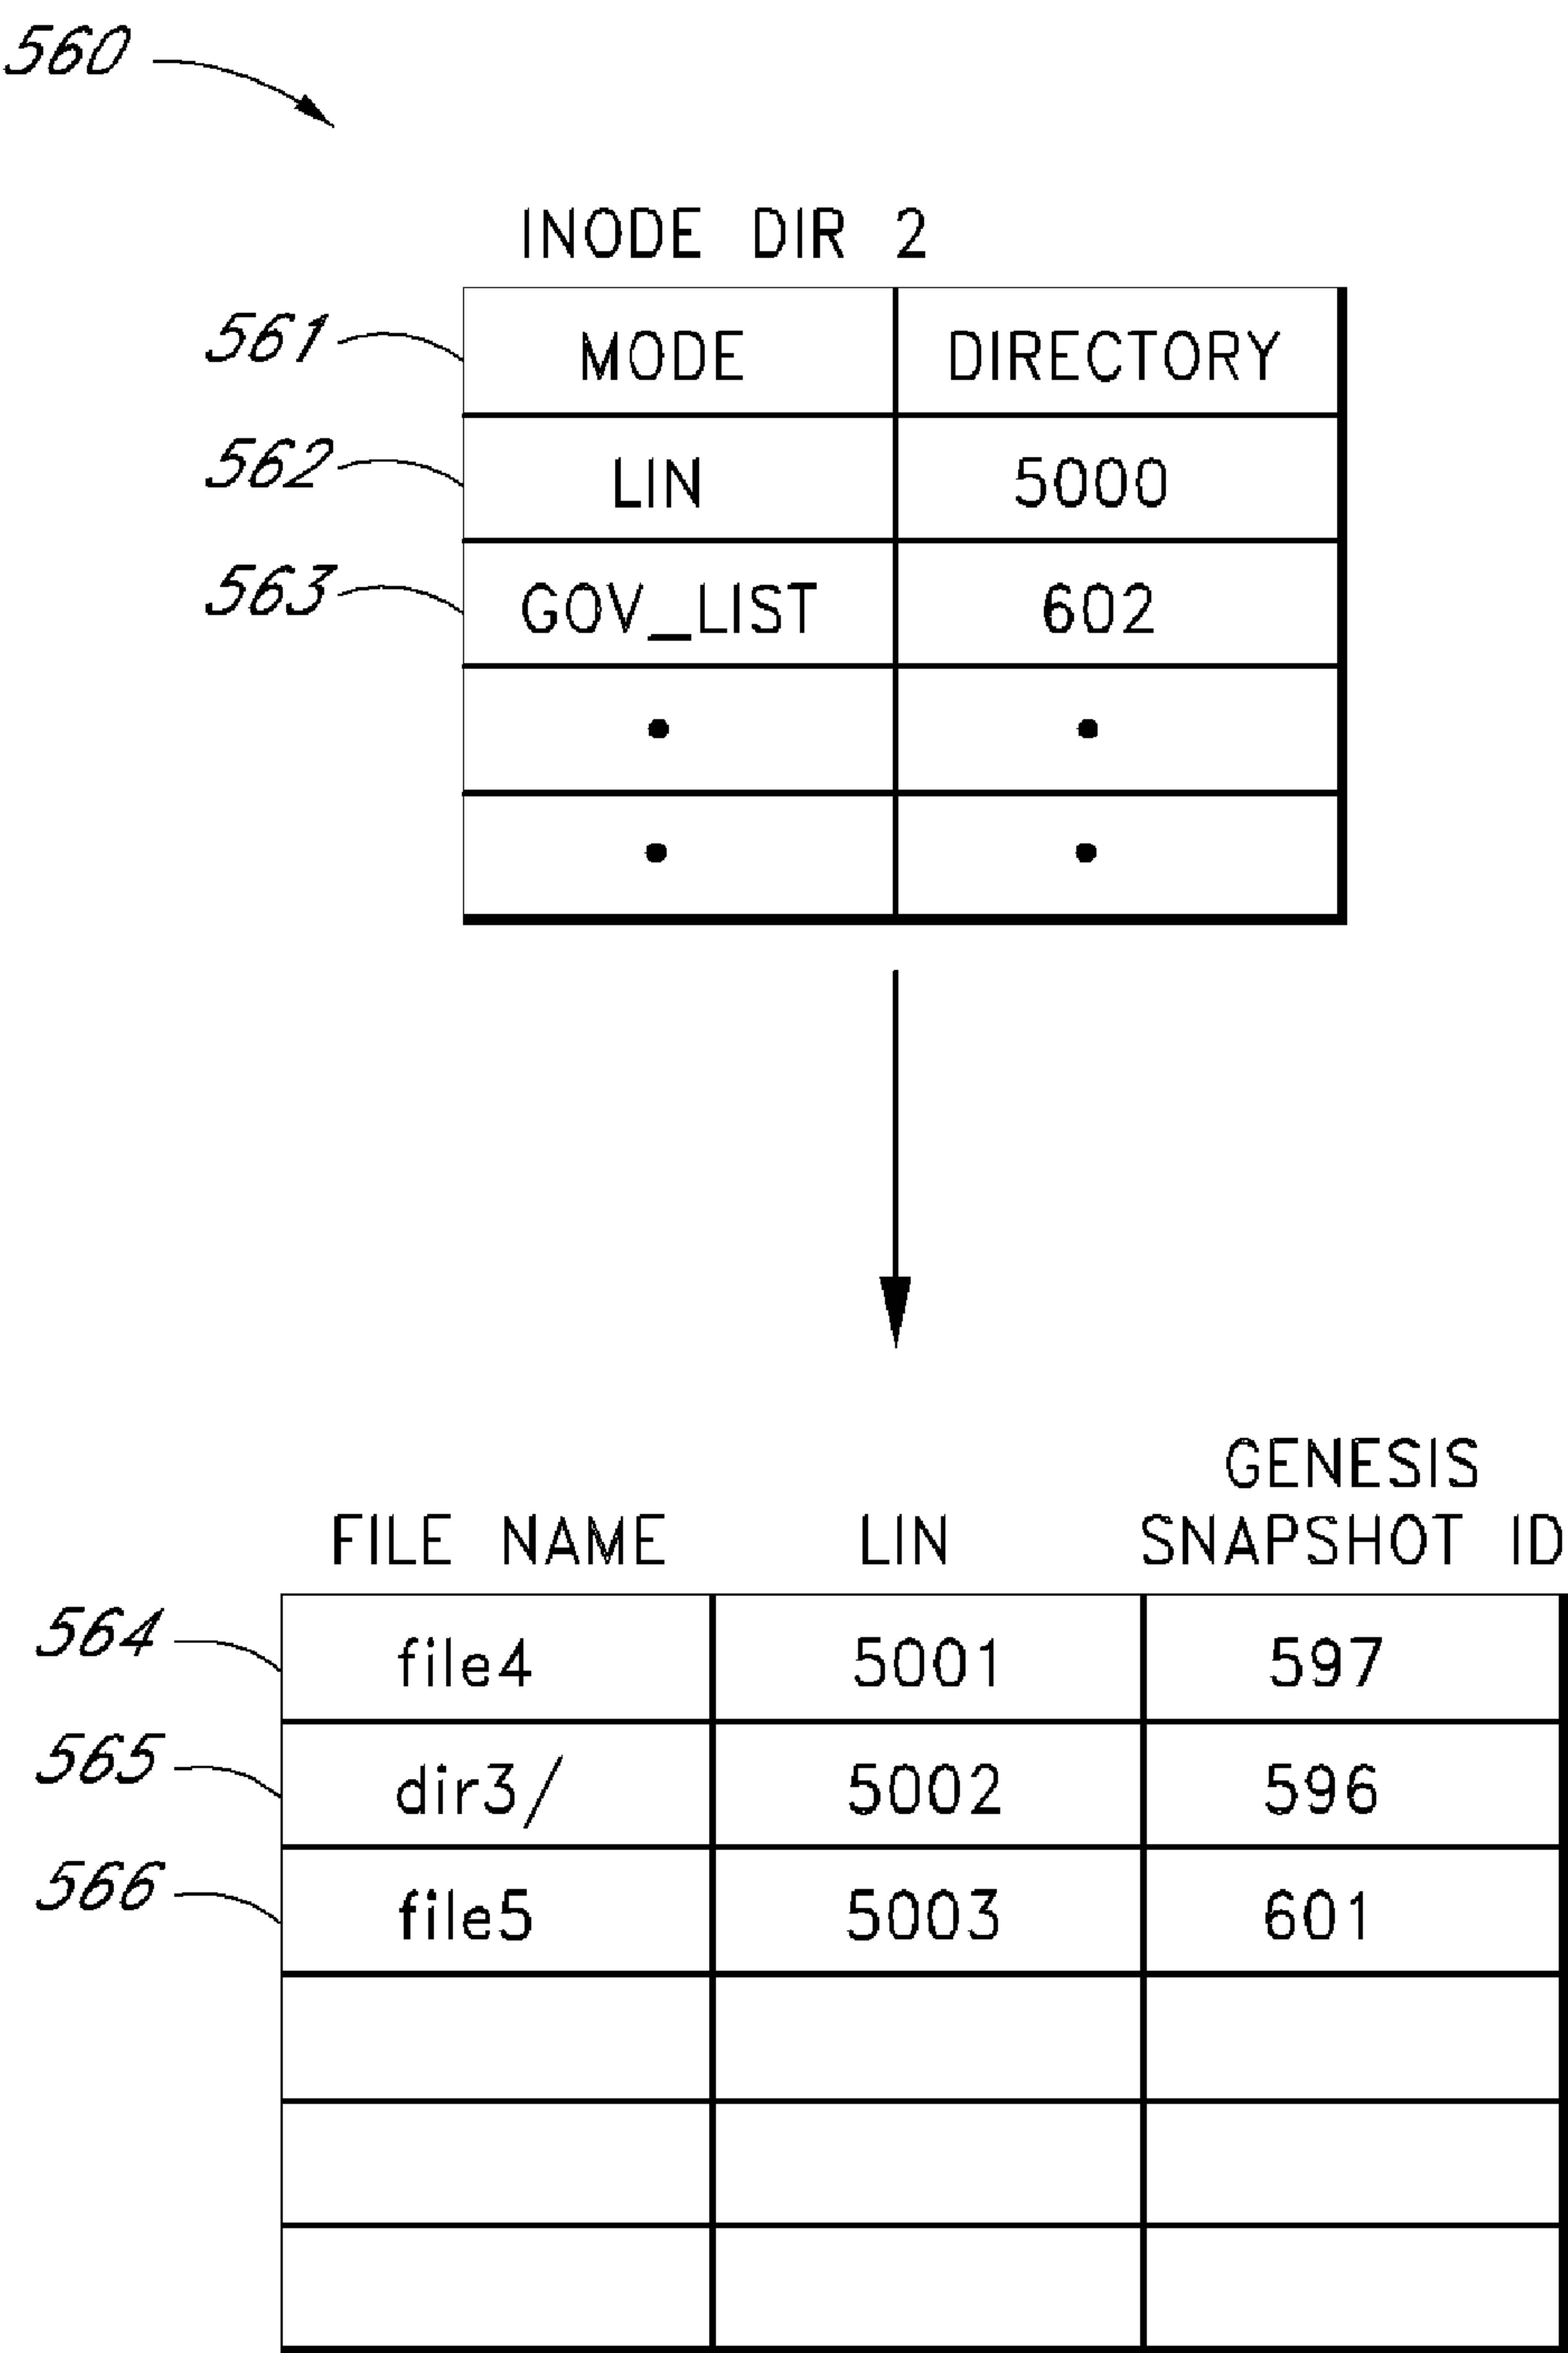 560
INODE DIR 2
561 MODE DIRECTORY
562 LIN 5000
563 GOV_LIST 602
GENESIS
FILE NAME LIN SNAPSHOT ID
564 file4 5001 597
565 dir3/ 5002 596
566 file5 5003 601